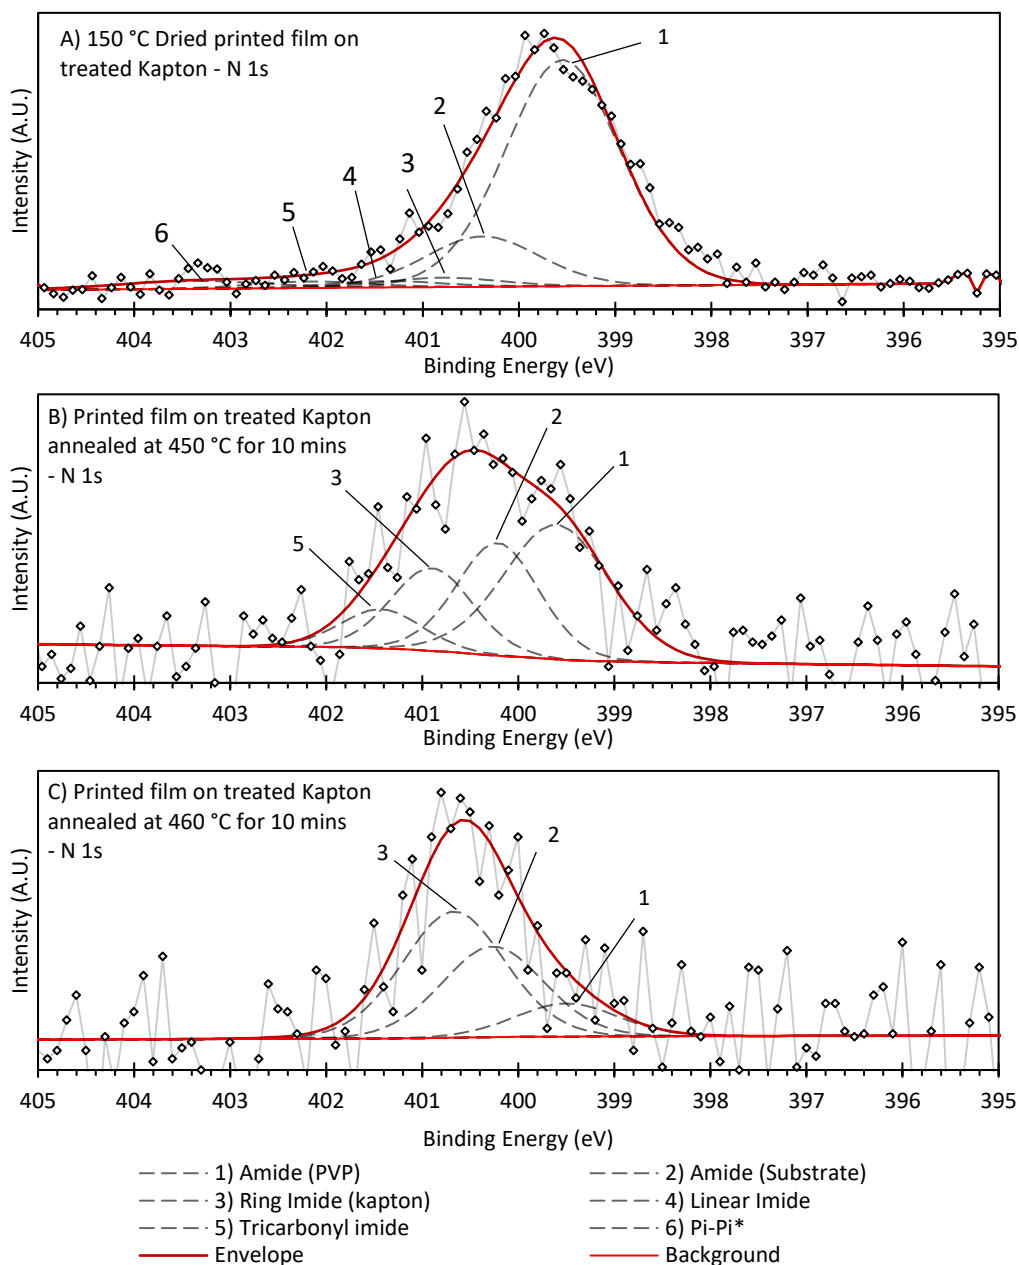 A) 150 °C Dried printed film on
treated Kapton - N 1s
1
2
3
4
5
6
Intensity (A.U.)
405 404 403 402 401 400 399 398 397 396 395
Binding Energy (eV)
B) Printed film on treated Kapton
annealed at 450 °C for 10 mins
- N 1s
2
1
3
5
Intensity (A.U.)
405 404 403 402 401 400 399 398 397 396 395
Binding Energy (eV)
C) Printed film on treated Kapton
annealed at 460 °C for 10 mins
- N 1s
3
2
1
Intensity (A.U.)
405 404 403 402 401 400 399 398 397 396 395
Binding Energy (eV)
1) Amide (PVP) 2) Amide (Substrate)
3) Ring Imide (kapton) 4) Linear Imide
5) Tricarbonyl imide 6) Pi-Pi*
Envelope Background